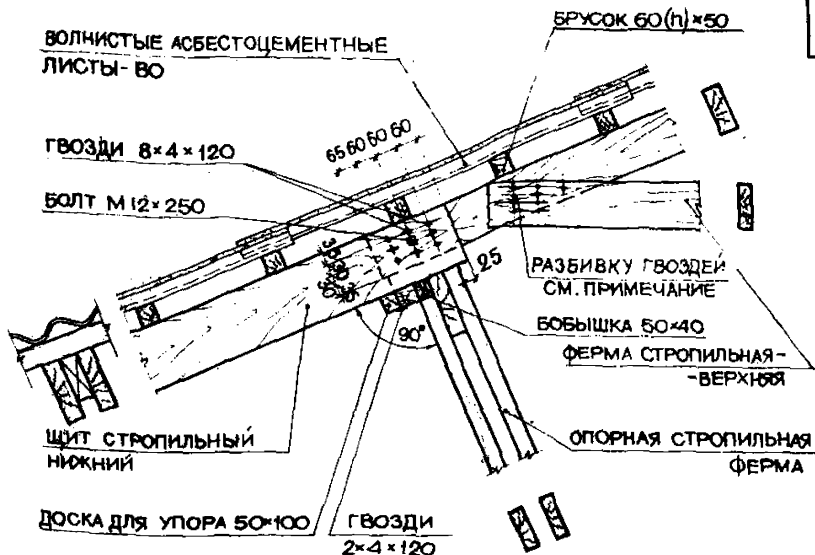 БРУСОК 60(h)×50
ВОЛНИСТЫЕ АСБЕСТОЦЕМЕНТНЫЕ
ЛИСТЫ-ВО
65 60 60 60
ГВОЗДИ 8×4×120
БОЛТ М12×250
25
РАЗБИВКУ ГВОЗДЕЙ
СМ. ПРИМЕЧАНИЕ
90°
БОБЫШКА 50×40
ФЕРМА СТРОПИЛЬНАЯ-
-ВЕРХНЯЯ
ЩИТ СТРОПИЛЬНЫЙ
НИЖНИЙ
ОПОРНАЯ СТРОПИЛЬНАЯ
ФЕРМА
ДОСКА ДЛЯ УПОРА 50×100
ГВОЗДИ
2×4×120